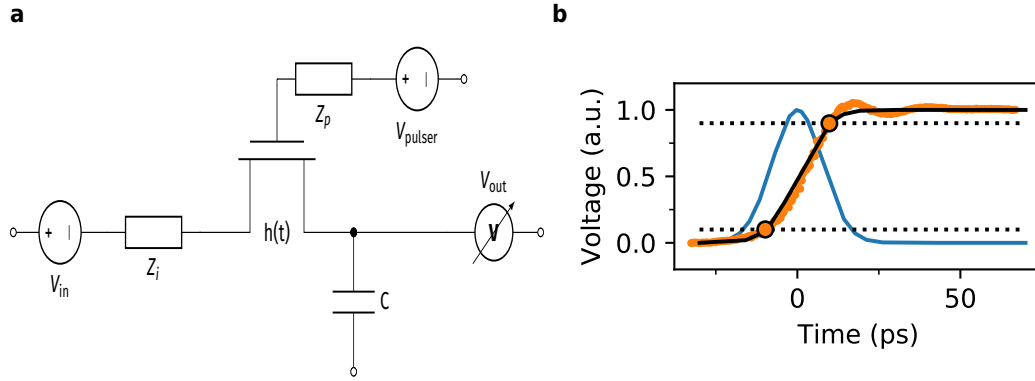 a
Z_p
+ |
V_pulser
V_out
V
h(t)
+ |
Z_i
V_in
C
b
Voltage (a.u.)
1.0
0.5
0.0
0
50
Time (ps)